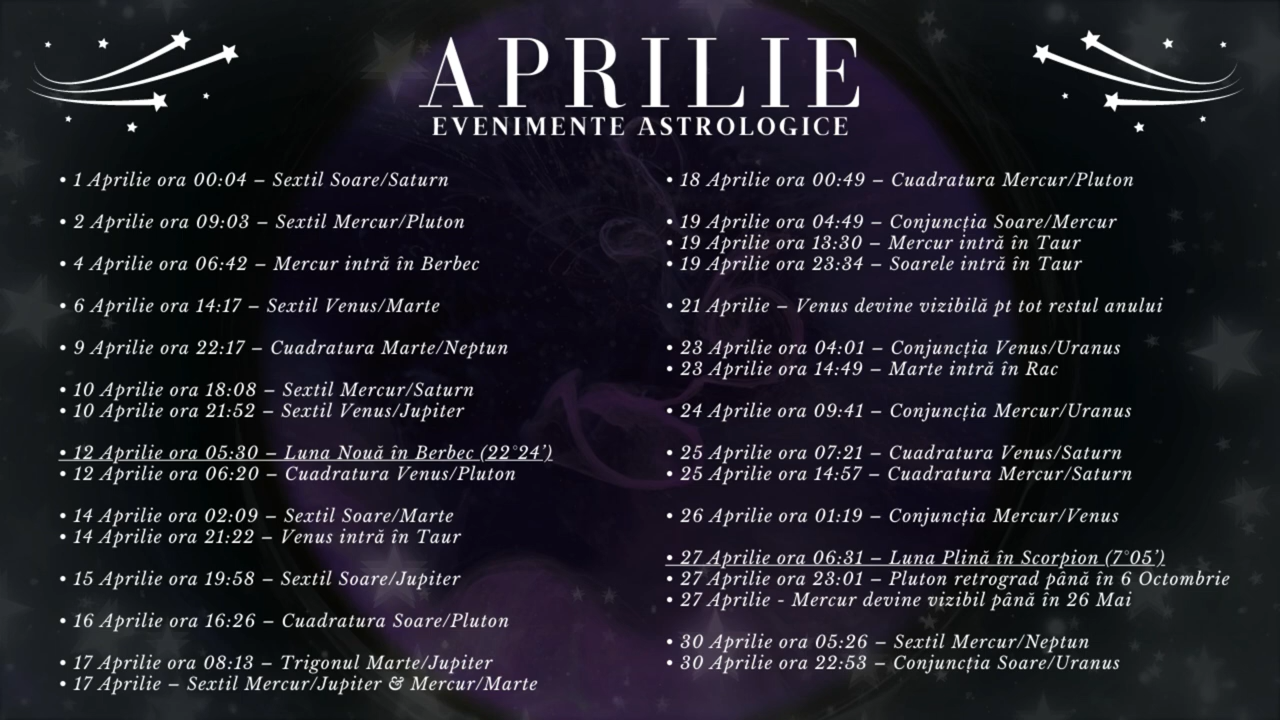 APRILIE
EVENIMENTE ASTROLOGICE
• 1 Aprilie ora 00:04 – Sextil Soare/Saturn
• 2 Aprilie ora 09:03 – Sextil Mercur/Pluton
• 4 Aprilie ora 06:42 – Mercur intră în Berbec
• 6 Aprilie ora 14:17 – Sextil Venus/Marte
• 9 Aprilie ora 22:17 – Cuadratura Marte/Neptun
• 10 Aprilie ora 18:08 – Sextil Mercur/Saturn
• 10 Aprilie ora 21:52 – Sextil Venus/Jupiter
• 12 Aprilie ora 05:30 – Luna Nouă în Berbec (22°24’)
• 12 Aprilie ora 06:20 – Cuadratura Venus/Pluton
• 14 Aprilie ora 02:09 – Sextil Soare/Marte
• 14 Aprilie ora 21:22 – Venus intră în Taur
• 15 Aprilie ora 19:58 – Sextil Soare/Jupiter
• 16 Aprilie ora 16:26 – Cuadratura Soare/Pluton
• 17 Aprilie ora 08:13 – Trigonul Marte/Jupiter
• 17 Aprilie – Sextil Mercur/Jupiter & Mercur/Marte
• 18 Aprilie ora 00:49 – Cuadratura Mercur/Pluton
• 19 Aprilie ora 04:49 – Conjuncția Soare/Mercur
• 19 Aprilie ora 13:30 – Mercur intră în Taur
• 19 Aprilie ora 23:34 – Soarele intră în Taur
• 21 Aprilie – Venus devine vizibilă pt tot restul anului
• 23 Aprilie ora 04:01 – Conjuncția Venus/Uranus
• 23 Aprilie ora 14:49 – Marte intră în Rac
• 24 Aprilie ora 09:41 – Conjuncția Mercur/Uranus
• 25 Aprilie ora 07:21 – Cuadratura Venus/Saturn
• 25 Aprilie ora 14:57 – Cuadratura Mercur/Saturn
• 26 Aprilie ora 01:19 – Conjuncția Mercur/Venus
• 27 Aprilie ora 06:31 – Luna Plină în Scorpion (7°05’)
• 27 Aprilie ora 23:01 – Pluton retrograd până în 6 Octombrie
• 27 Aprilie - Mercur devine vizibil până în 26 Mai
• 30 Aprilie ora 05:26 – Sextil Mercur/Neptun
• 30 Aprilie ora 22:53 – Conjuncția Soare/Uranus